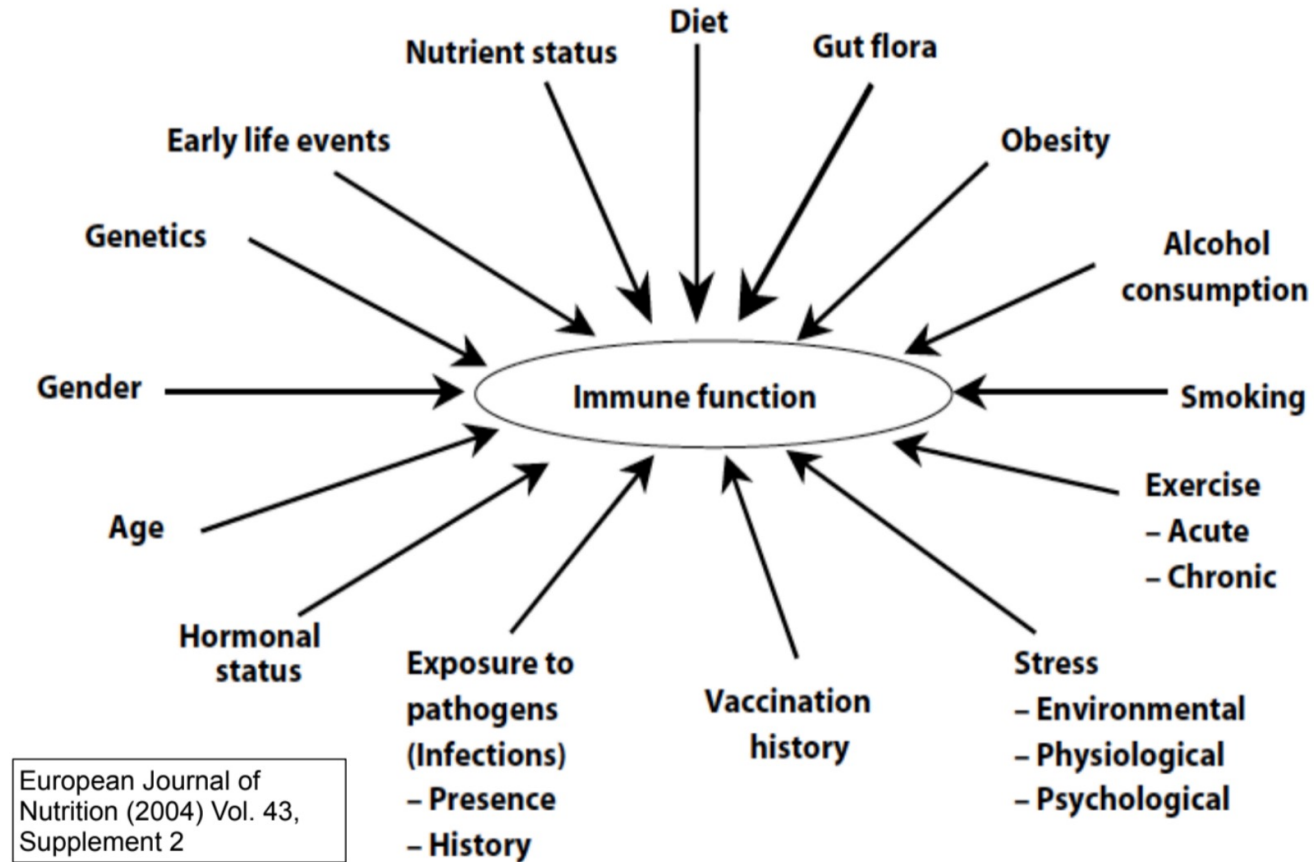 Diet
Nutrient status
Gut flora
Early life events
Obesity
Genetics
Alcohol
consumption
Gender
Immune function
Smoking
Age
Exercise
– Acute
– Chronic
Hormonal
status
Exposure to
pathogens
(Infections)
– Presence
– History
Vaccination
history
Stress
– Environmental
– Physiological
– Psychological
European Journal of
Nutrition (2004) Vol. 43,
Supplement 2